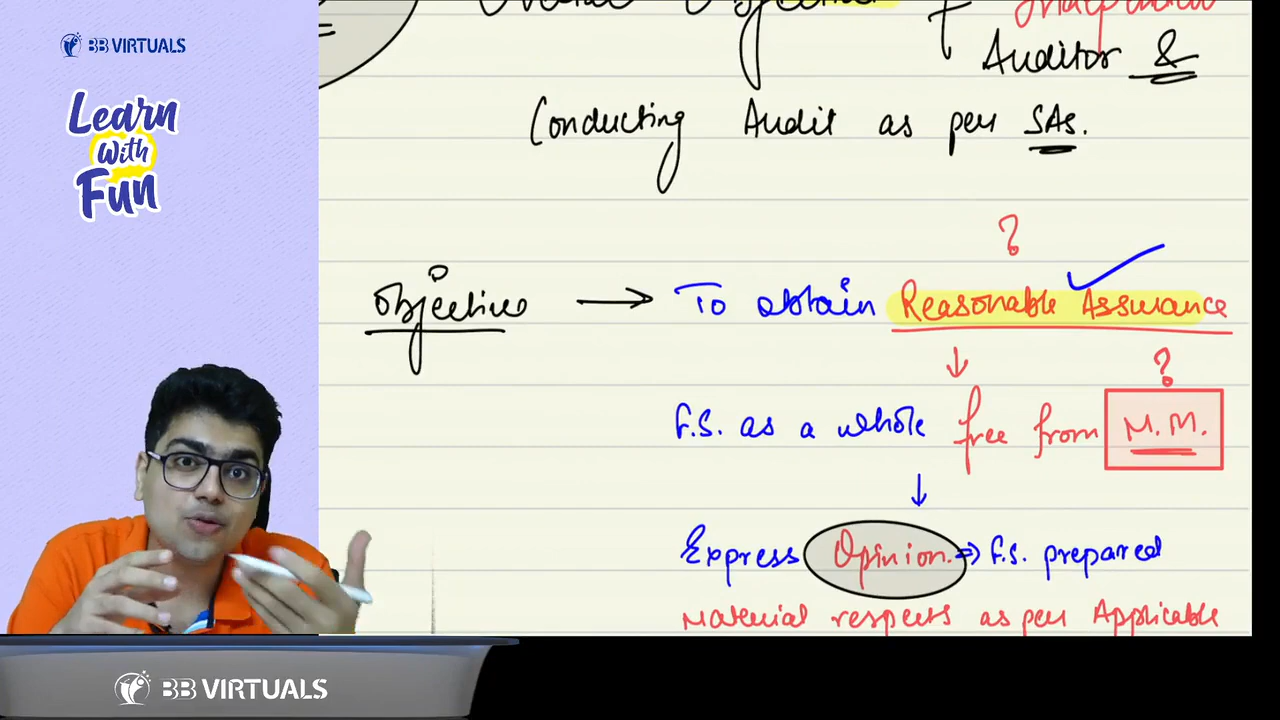 BB VIRTUALS
Learn
with
Fun
Auditor &
Conducting Audit as per SAs.
?
Objective → To obtain Reasonable Assurance
↓ ?
F.S. as a whole free from M.M.
↓
Express Opinion ⇒ F.S. prepared
Material respects as per Applicable
BB VIRTUALS